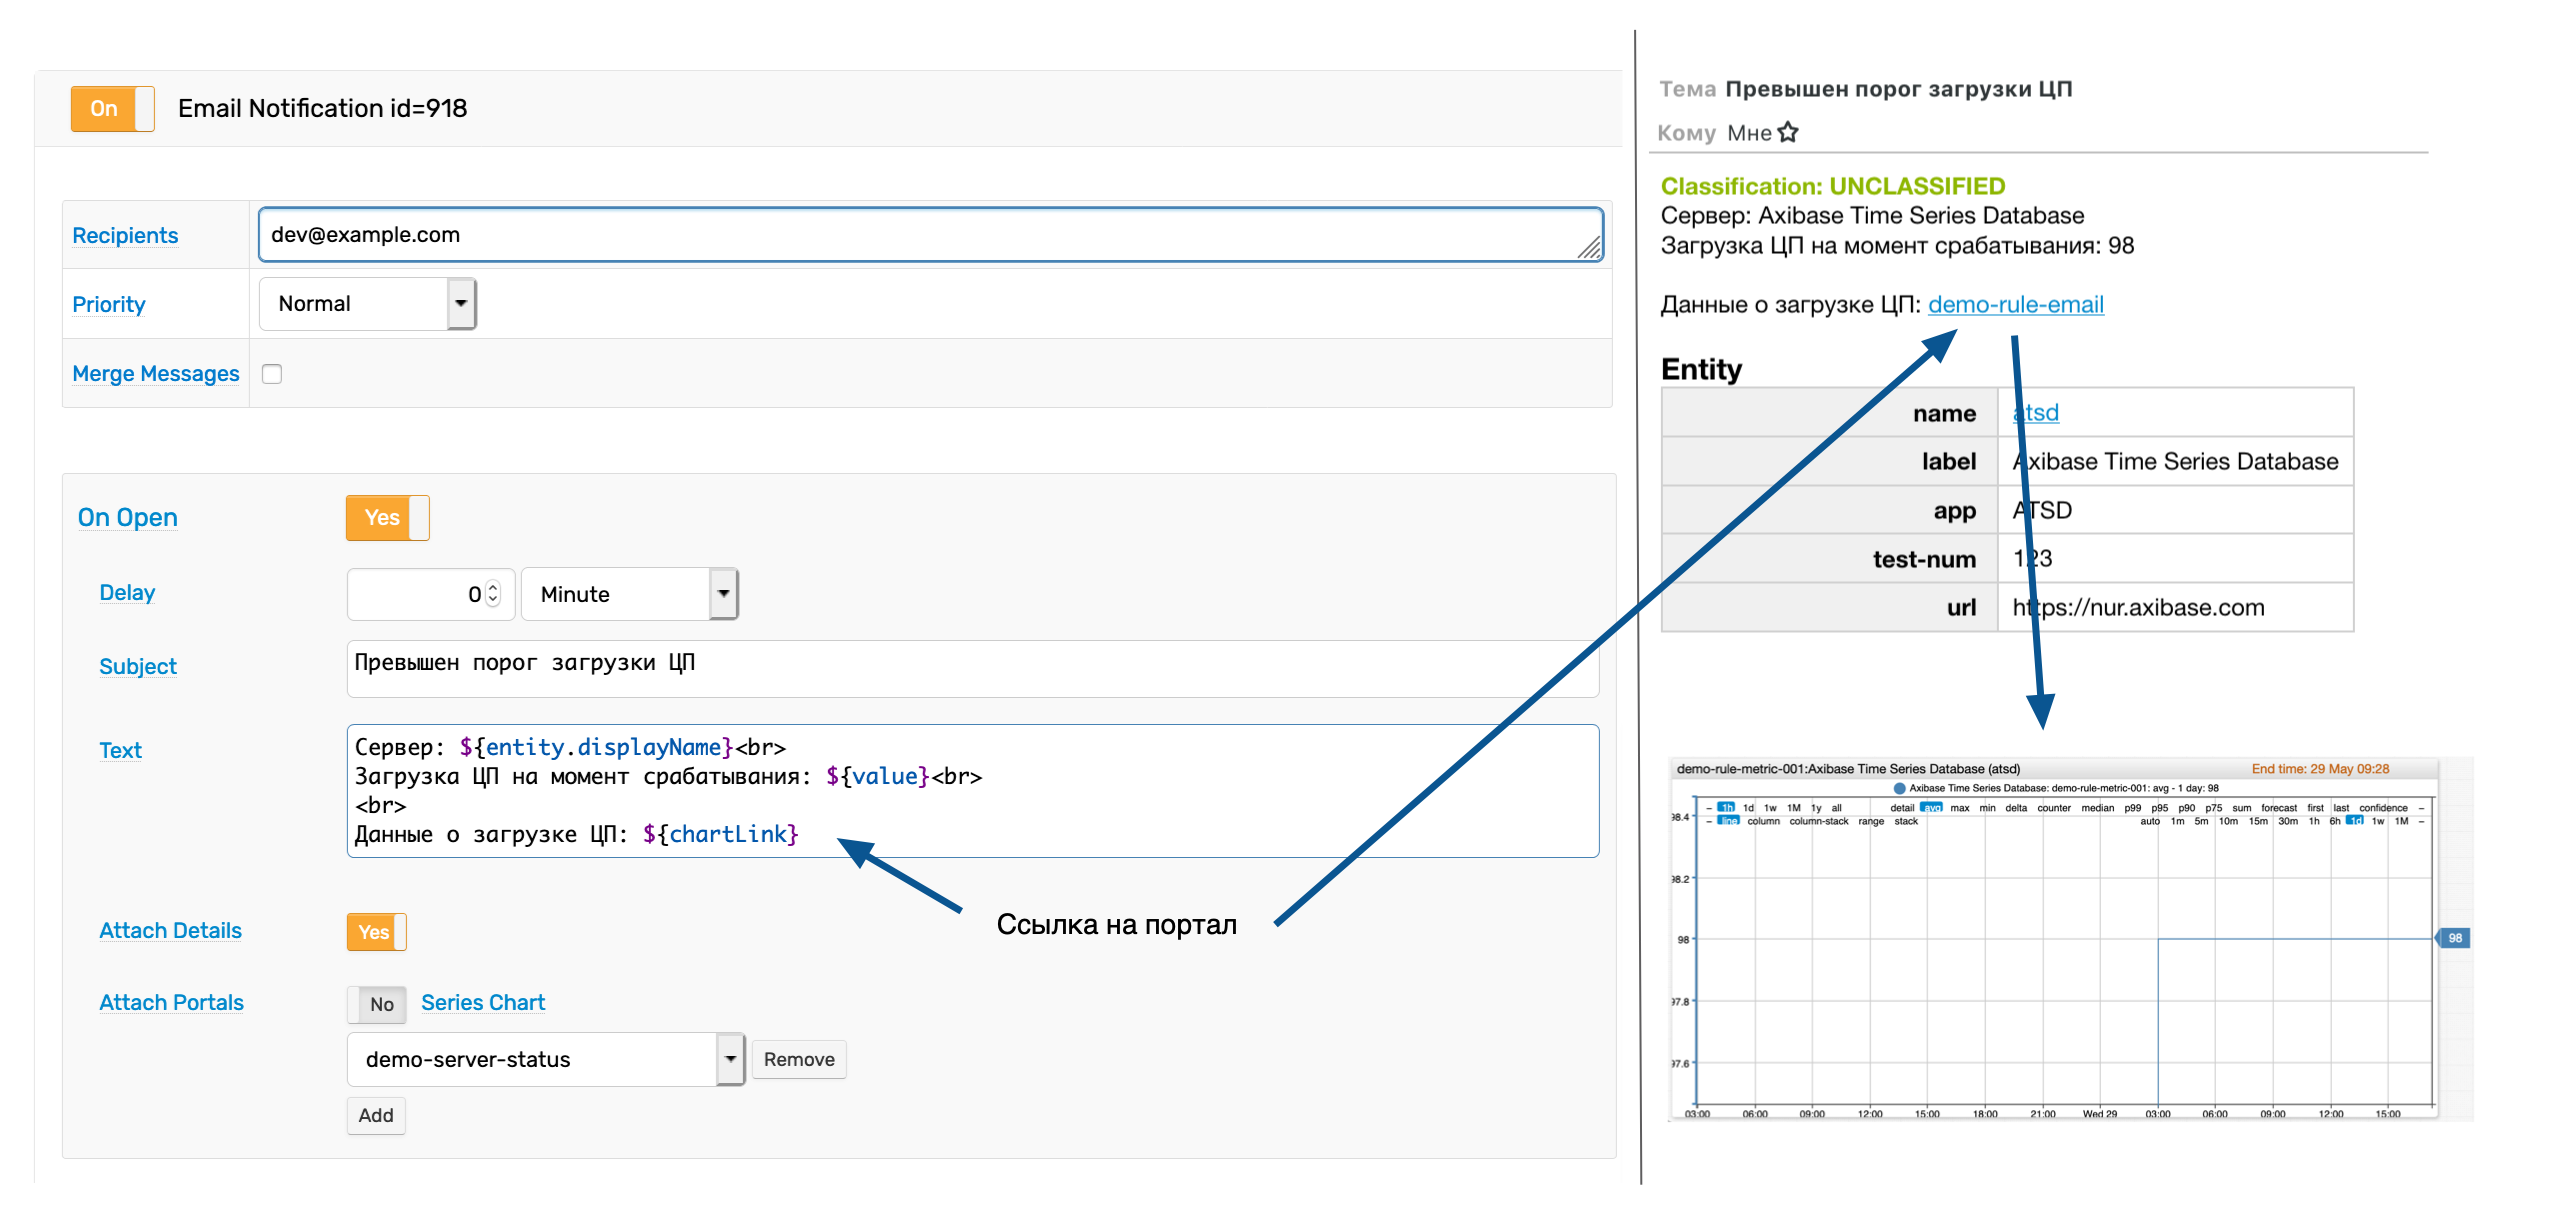 On
Email Notification id=918
Recipients
dev@example.com
Priority
Normal
Merge Messages
On Open
Yes
Delay
0
Minute
Subject
Превышен порог загрузки ЦП
Text
Сервер: ${entity.displayName}<br>
Загрузка ЦП на момент срабатывания: ${value}<br>
<br>
Данные о загрузке ЦП: ${chartLink}
Ссылка на портал
Attach Details
Yes
Attach Portals
No
Series Chart
demo-server-status
Remove
Add
Тема Превышен порог загрузки ЦП
Кому Мне
Classification: UNCLASSIFIED
Сервер: Axibase Time Series Database
Загрузка ЦП на момент срабатывания: 98
Данные о загрузке ЦП: demo-rule-email
Entity
name atsd
label Axibase Time Series Database
app ATSD
test-num 123
url https://nur.axibase.com
demo-rule-metric-001:Axibase Time Series Database (atsd)
End time: 29 May 09:28
Axibase Time Series Database: demo-rule-metric-001: avg - 1 day: 98
– 1h 1d 1w 1M 1y all
detail avg max min delta counter median p99 p95 p90 p75 sum forecast first last confidence –
– line column column-stack range stack
auto 1m 5m 10m 15m 30m 1h 6h 1d 1w 1M –
98.4
98.2
98
98
97.8
97.6
03:00 06:00 09:00 12:00 15:00 18:00 21:00 Wed 29 03:00 06:00 09:00 12:00 15:00